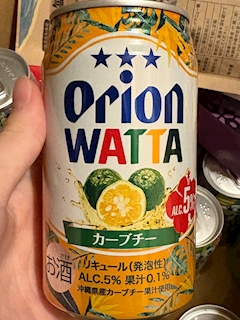 Orion
WATTA
ALC.5%
カーブチー
お酒
リキュール(発泡性)
ALC.5% 果汁0.1%
沖縄県産カーブチー果汁使用